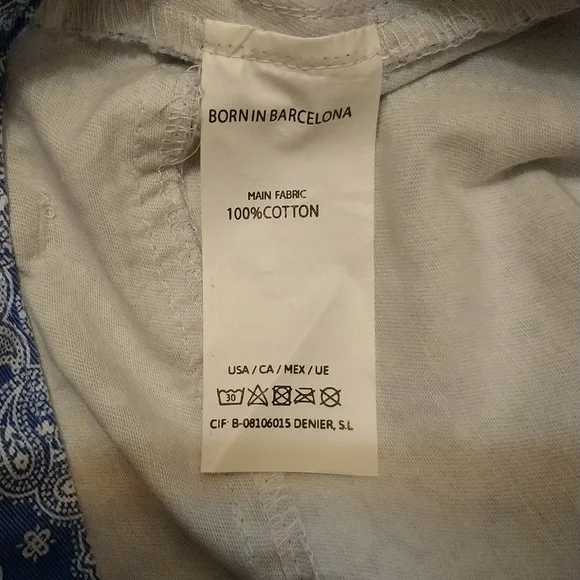 BORN IN BARCELONA
MAIN FABRIC
100%COTTON
USA / CA / MEX / UE
30
CIF: B-08106015 DENIER, S.L